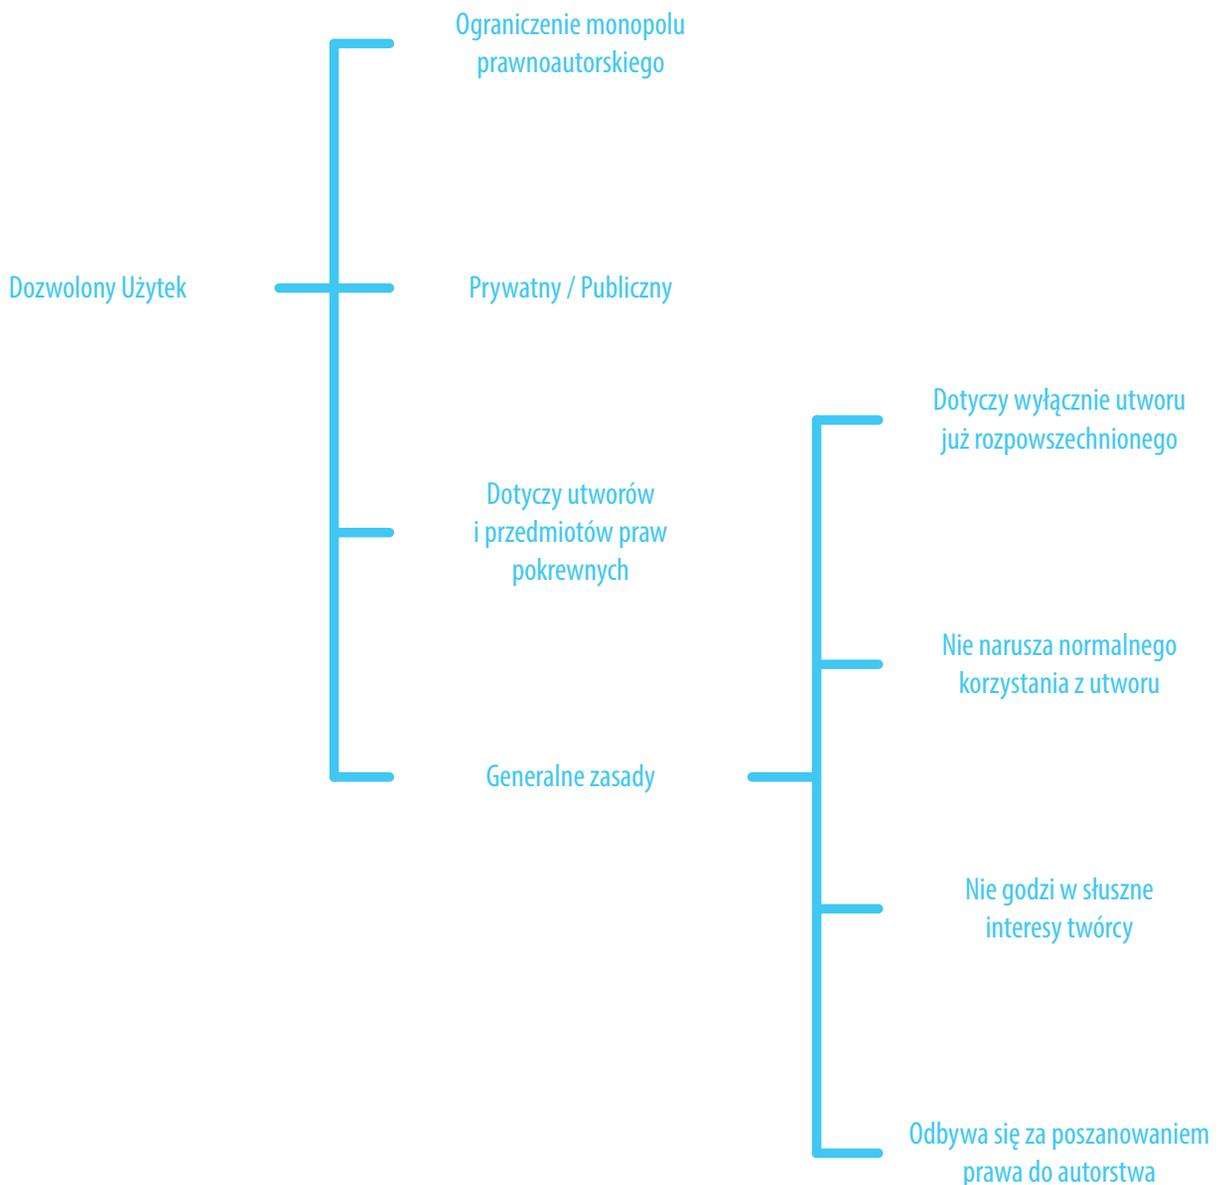 Ograniczenie monopolu
prawnoautorskiego
Dozwolony Użytek
Prywatny / Publiczny
Dotyczy utworów
i przedmiotów praw
pokrewnych
Generalne zasady
Dotyczy wyłącznie utworu
już rozpowszechnionego
Nie narusza normalnego
korzystania z utworu
Nie godzi w słuszne
interesy twórcy
Odbywa się za poszanowaniem
prawa do autorstwa